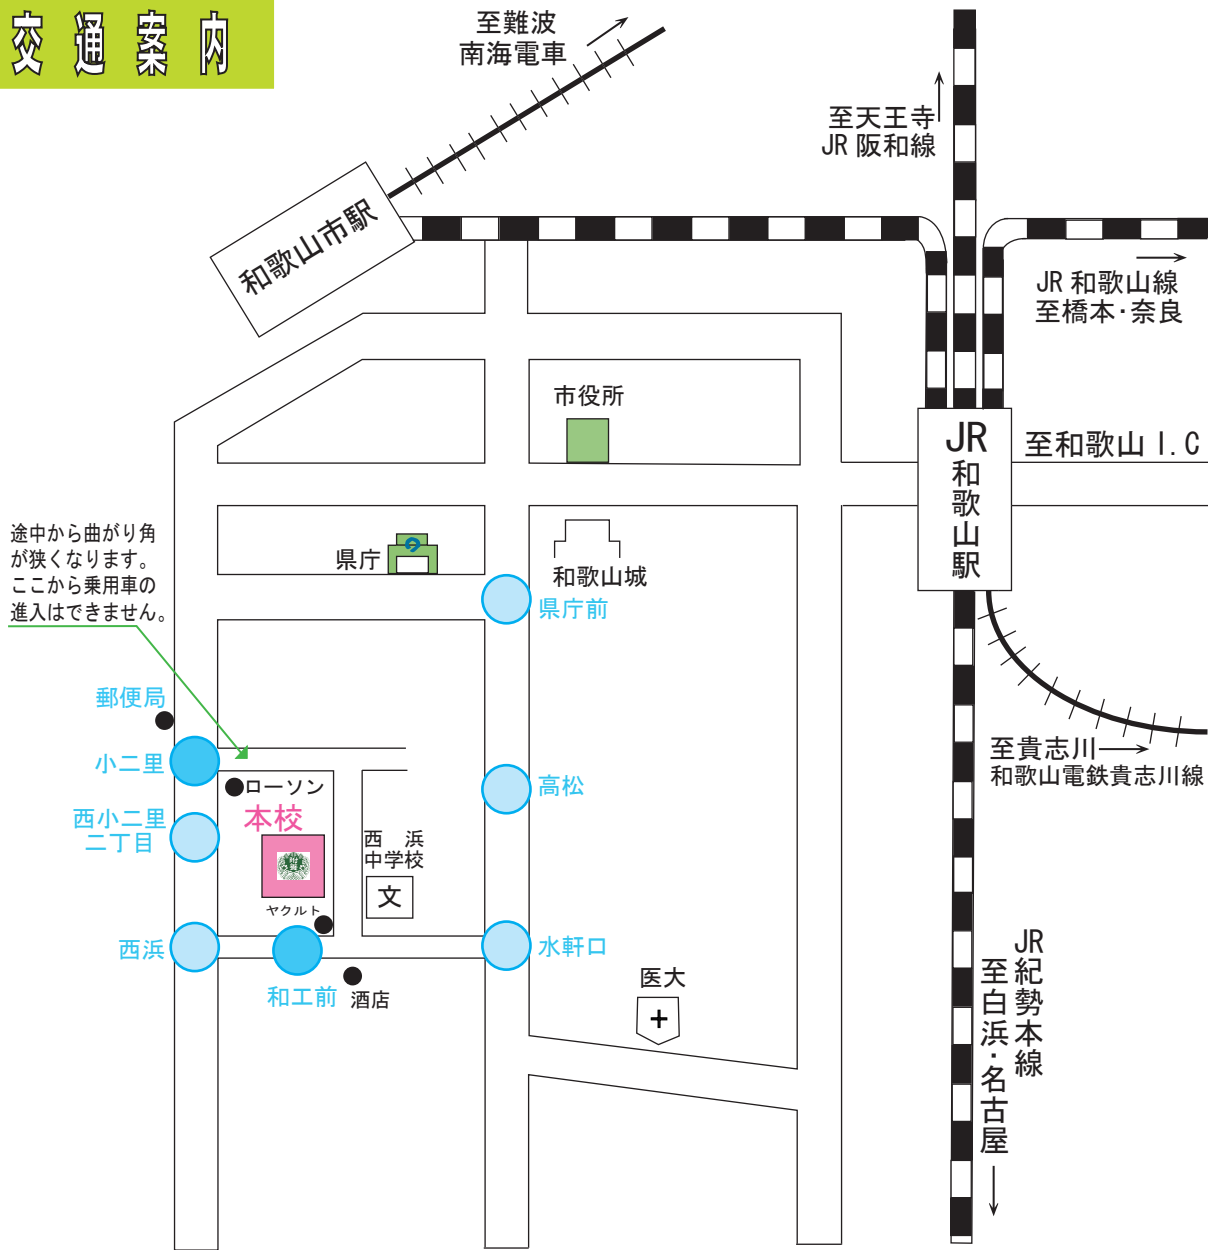 交通案内
至難波
南海電車
至天王寺
JR 阪和線
和歌山市駅
JR 和歌山線
至橋本・奈良
市役所
JR
和歌山駅
至和歌山 I.C
途中から曲がり角
が狭くなります。
ここから乗用車の
進入はできません。
県庁
和歌山城
県庁前
郵便局
小二里
至貴志川
和歌山電鉄貴志川線
ローソン
高松
本校
西小二里
二丁目
西 浜
中学校
文
ヤクルト
西浜
水軒口
和工前
酒店
医大
JR紀勢本線
至白浜・名古屋